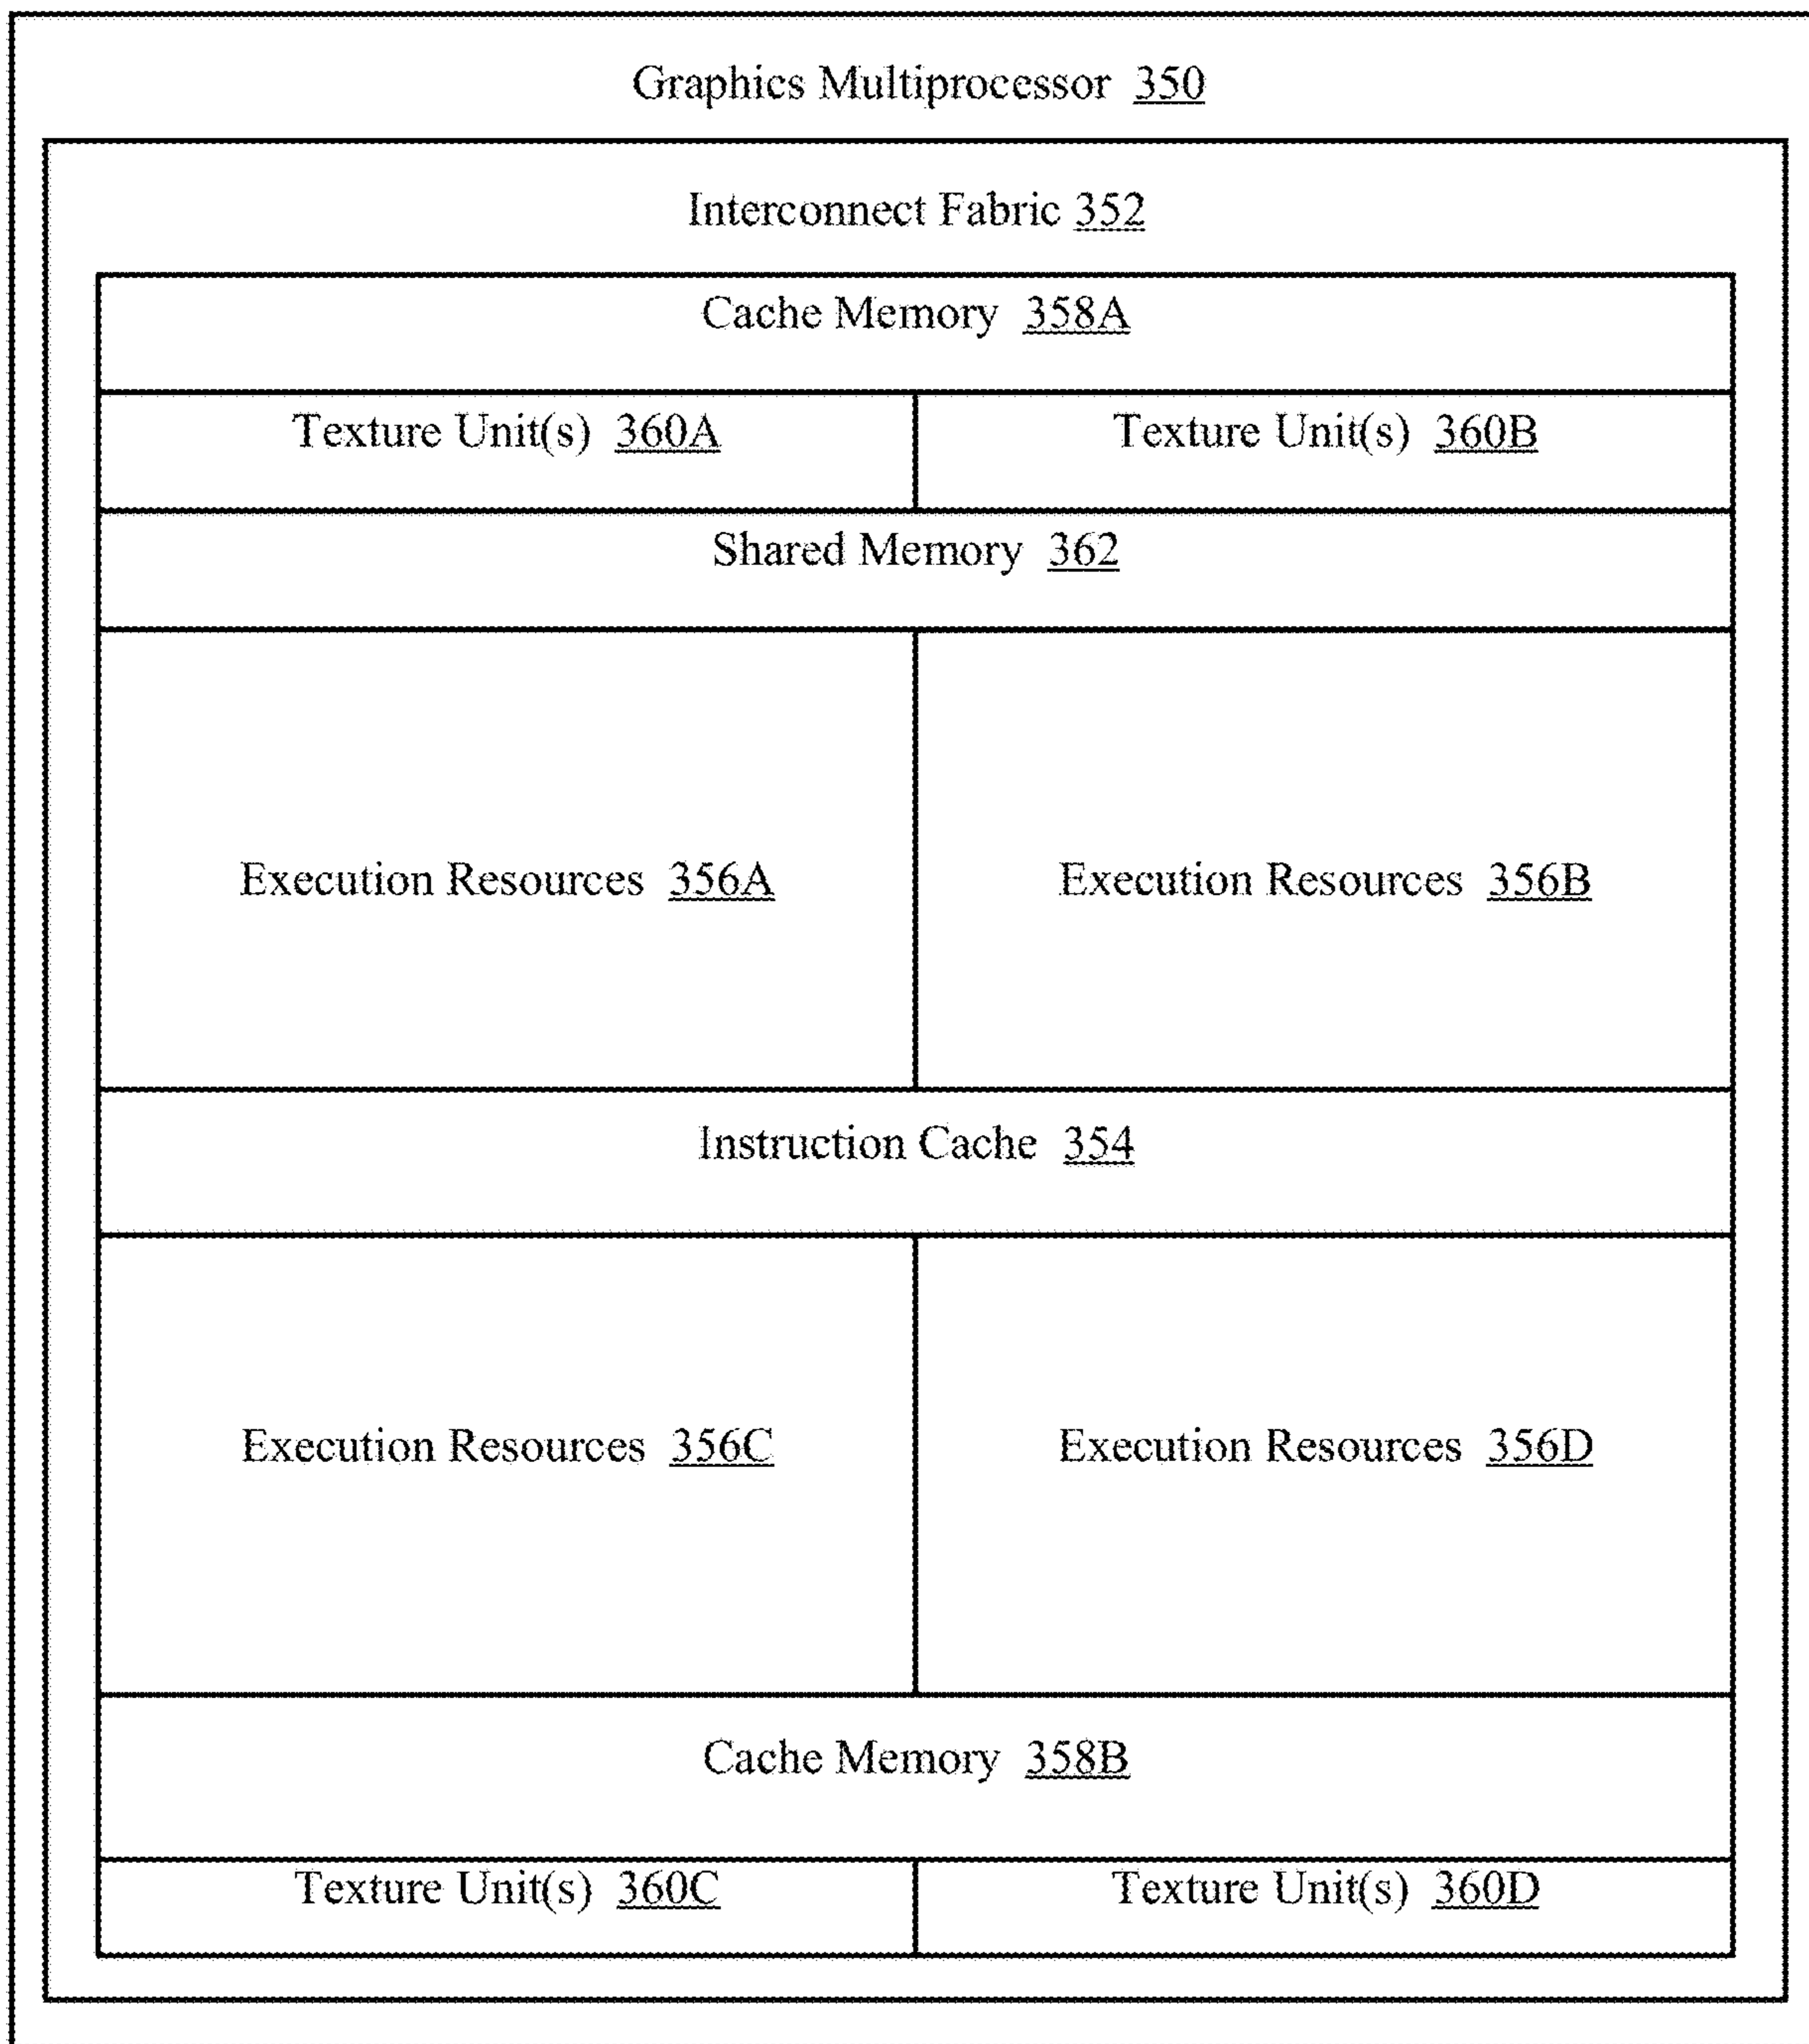 Graphics Multiprocessor 350
Interconnect Fabric 352
Cache Memory 358A
Texture Unit(s) 360A
Texture Unit(s) 360B
Shared Memory 362
Execution Resources 356A
Execution Resources 356B
Instruction Cache 354
Execution Resources 356C
Execution Resources 356D
Cache Memory 358B
Texture Unit(s) 360C
Texture Unit(s) 360D